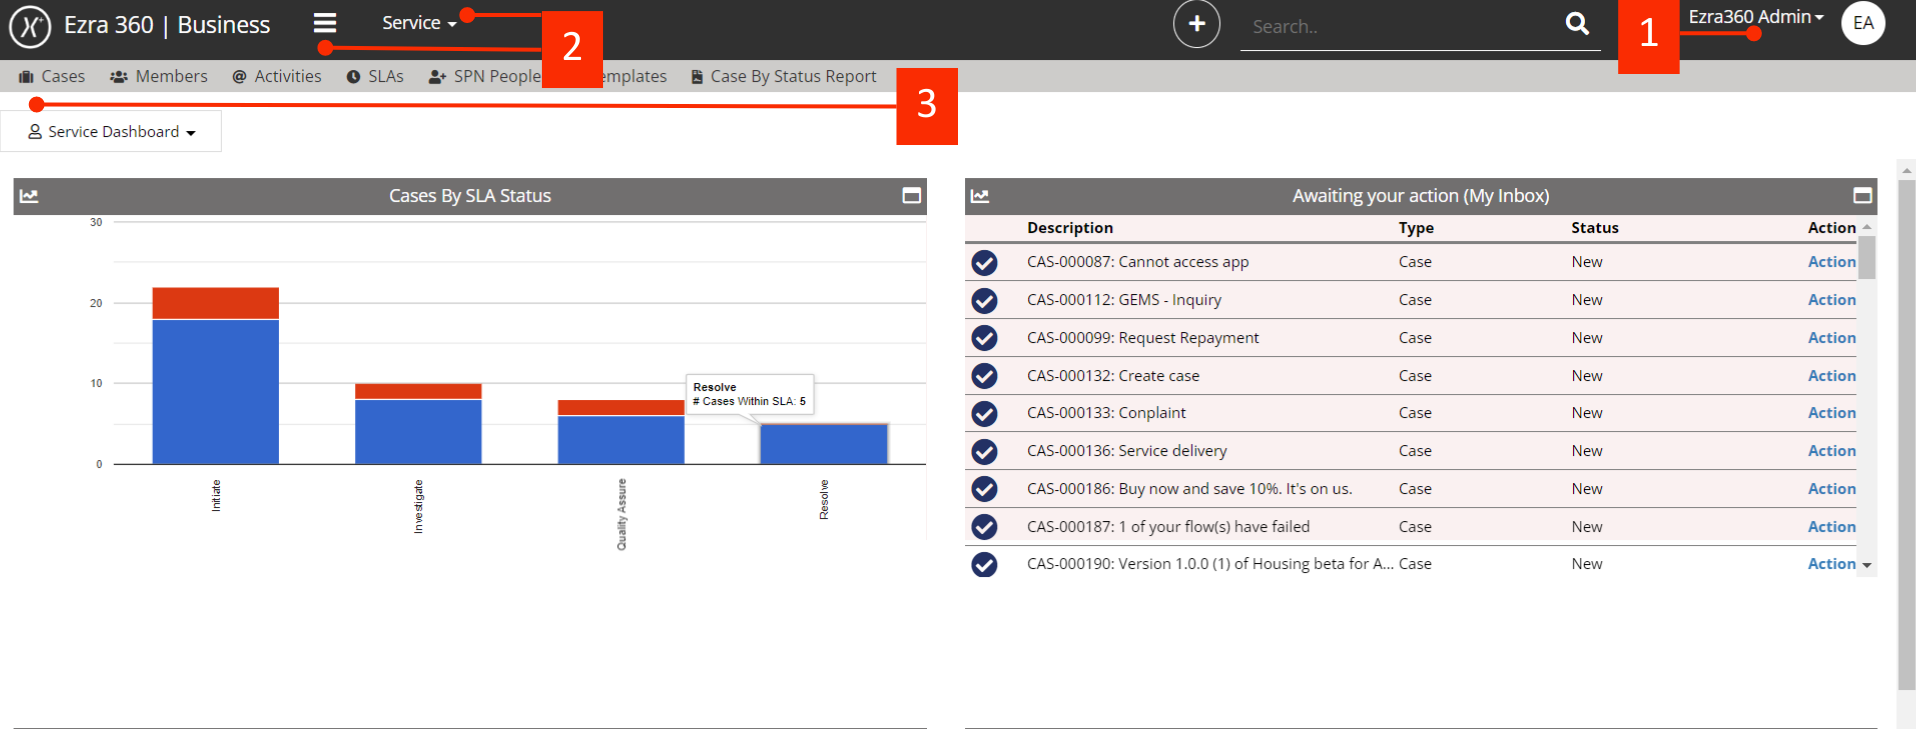 Ezra 360 | Business
Service
2
Search..
1
Ezra360 Admin
EA
Cases
Members
@ Activities
SLAs
SPN People
emplates
Case By Status Report
3
Service Dashboard
Cases By SLA Status
30
20
10
0
Resolve
# Cases Within SLA: 5
Initiate
Investigate
Quality Assure
Resolve
Awaiting your action (My Inbox)
Description Type Status Action
CAS-000087: Cannot access app Case New Action
CAS-000112: GEMS - Inquiry Case New Action
CAS-000099: Request Repayment Case New Action
CAS-000132: Create case Case New Action
CAS-000133: Conplaint Case New Action
CAS-000136: Service delivery Case New Action
CAS-000186: Buy now and save 10%. It's on us. Case New Action
CAS-000187: 1 of your flow(s) have failed Case New Action
CAS-000190: Version 1.0.0 (1) of Housing beta for A... Case New Action